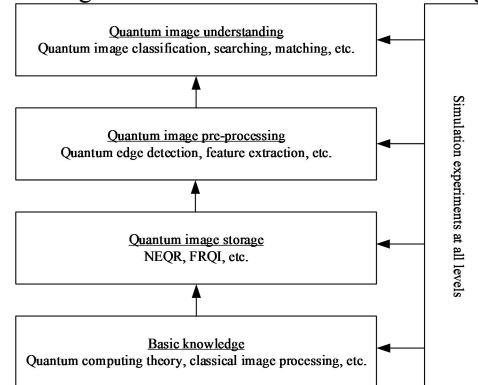 Quantum image understanding
Quantum image classification, searching, matching, etc.
Quantum image pre-processing
Quantum edge detection, feature extraction, etc.
Quantum image storage
NEQR, FRQI, etc.
Basic knowledge
Quantum computing theory, classical image processing, etc.
Simulation experiments at all levels